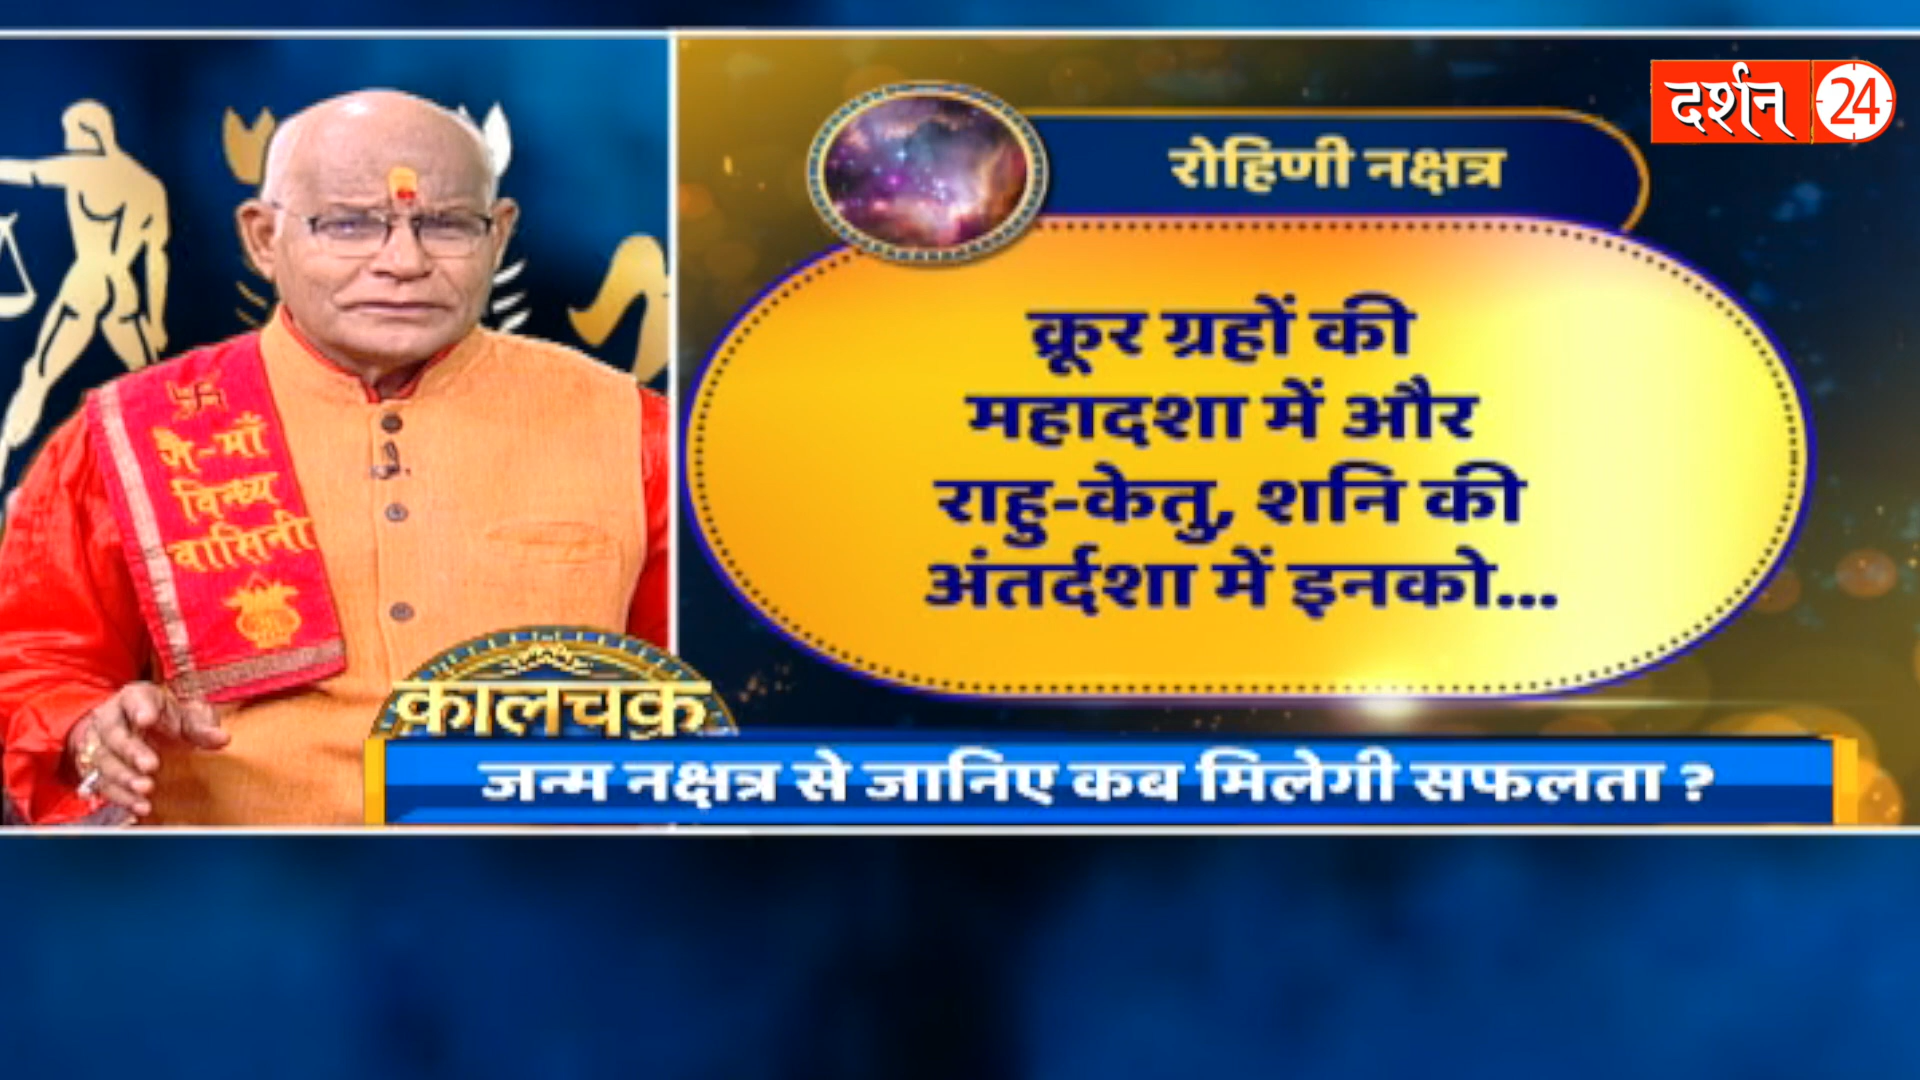 दर्शन 24
रोहिणी नक्षत्र
क्रूर ग्रहों की
महादशा में और
राहु-केतु, शनि की
अंतर्दशा में इनको...
जै-माँ
विन्ध्य
वासिनी
कालचक्र
जन्म नक्षत्र से जानिए कब मिलेगी सफलता ?